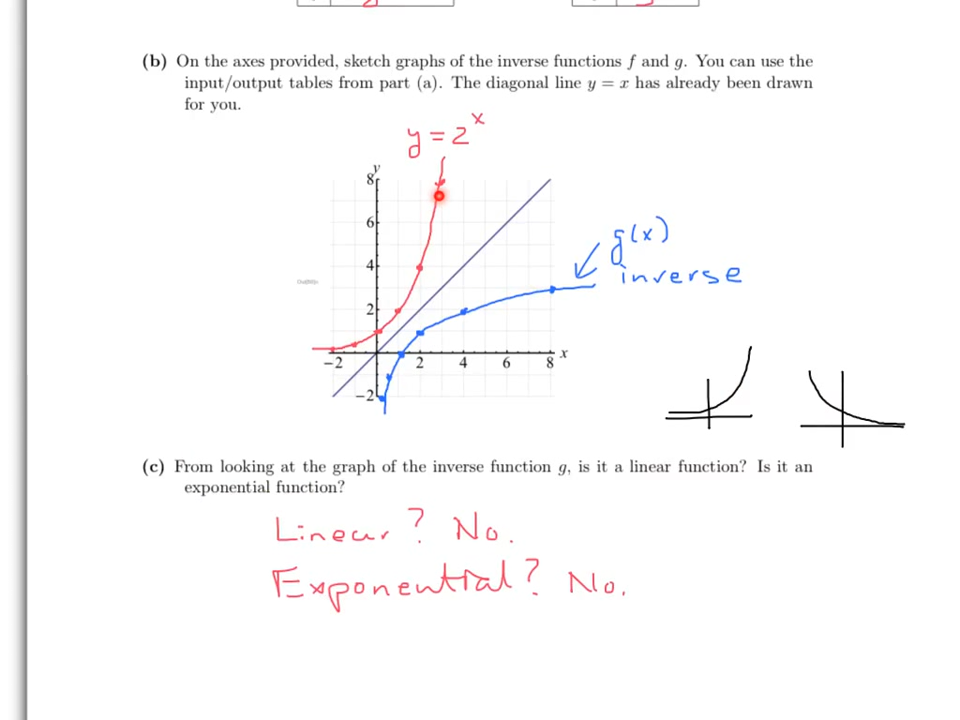 (b) On the axes provided, sketch graphs of the inverse functions f and g. You can use the
input/output tables from part (a). The diagonal line y = x has already been drawn
for you.
y = 2^x
y
8
6
4
2
-2
-2
2
4
6
8
x
g(x)
inverse
(c) From looking at the graph of the inverse function g, is it a linear function? Is it an
exponential function?
Linear? No.
Exponential? No.